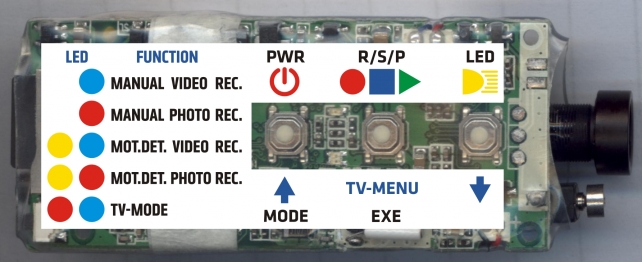 LED FUNCTION PWR R/S/P LED
MANUAL VIDEO REC.
MANUAL PHOTO REC.
MOT.DET. VIDEO REC.
MOT.DET. PHOTO REC.
TV-MODE
TV-MENU
MODE EXE